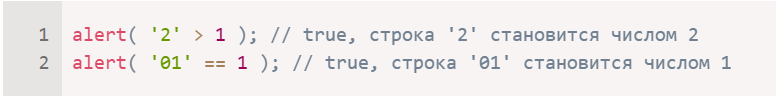 1 alert( '2' > 1 ); // true, строка '2' становится числом 2
2 alert( '01' == 1 ); // true, строка '01' становится числом 1